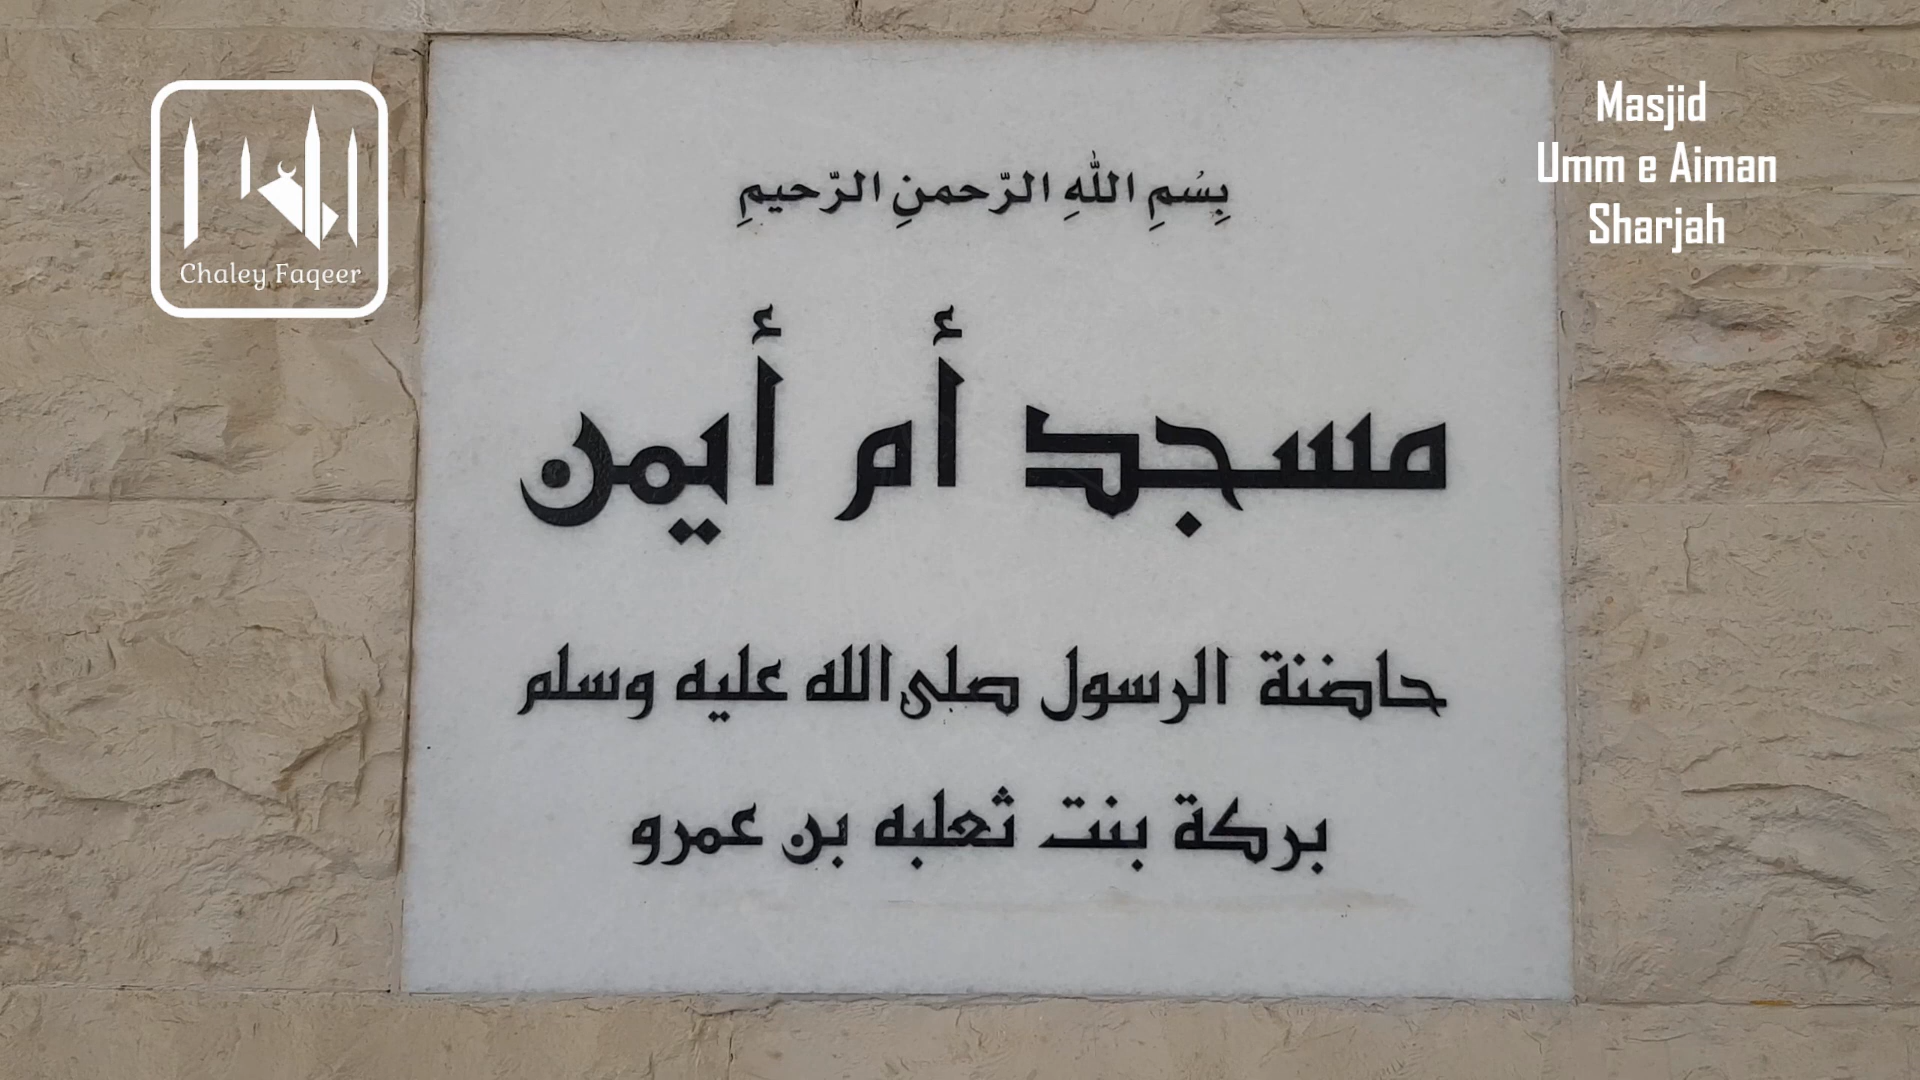 Chaley Faqeer
Masjid
Umm e Aiman
Sharjah
بِسْمِ اللّٰهِ الرّحمنِ الرّحيمِ
مسجد أم أيمن
حاضنة الرسول صلى الله عليه وسلم
بركة بنت ثعلبه بن عمرو